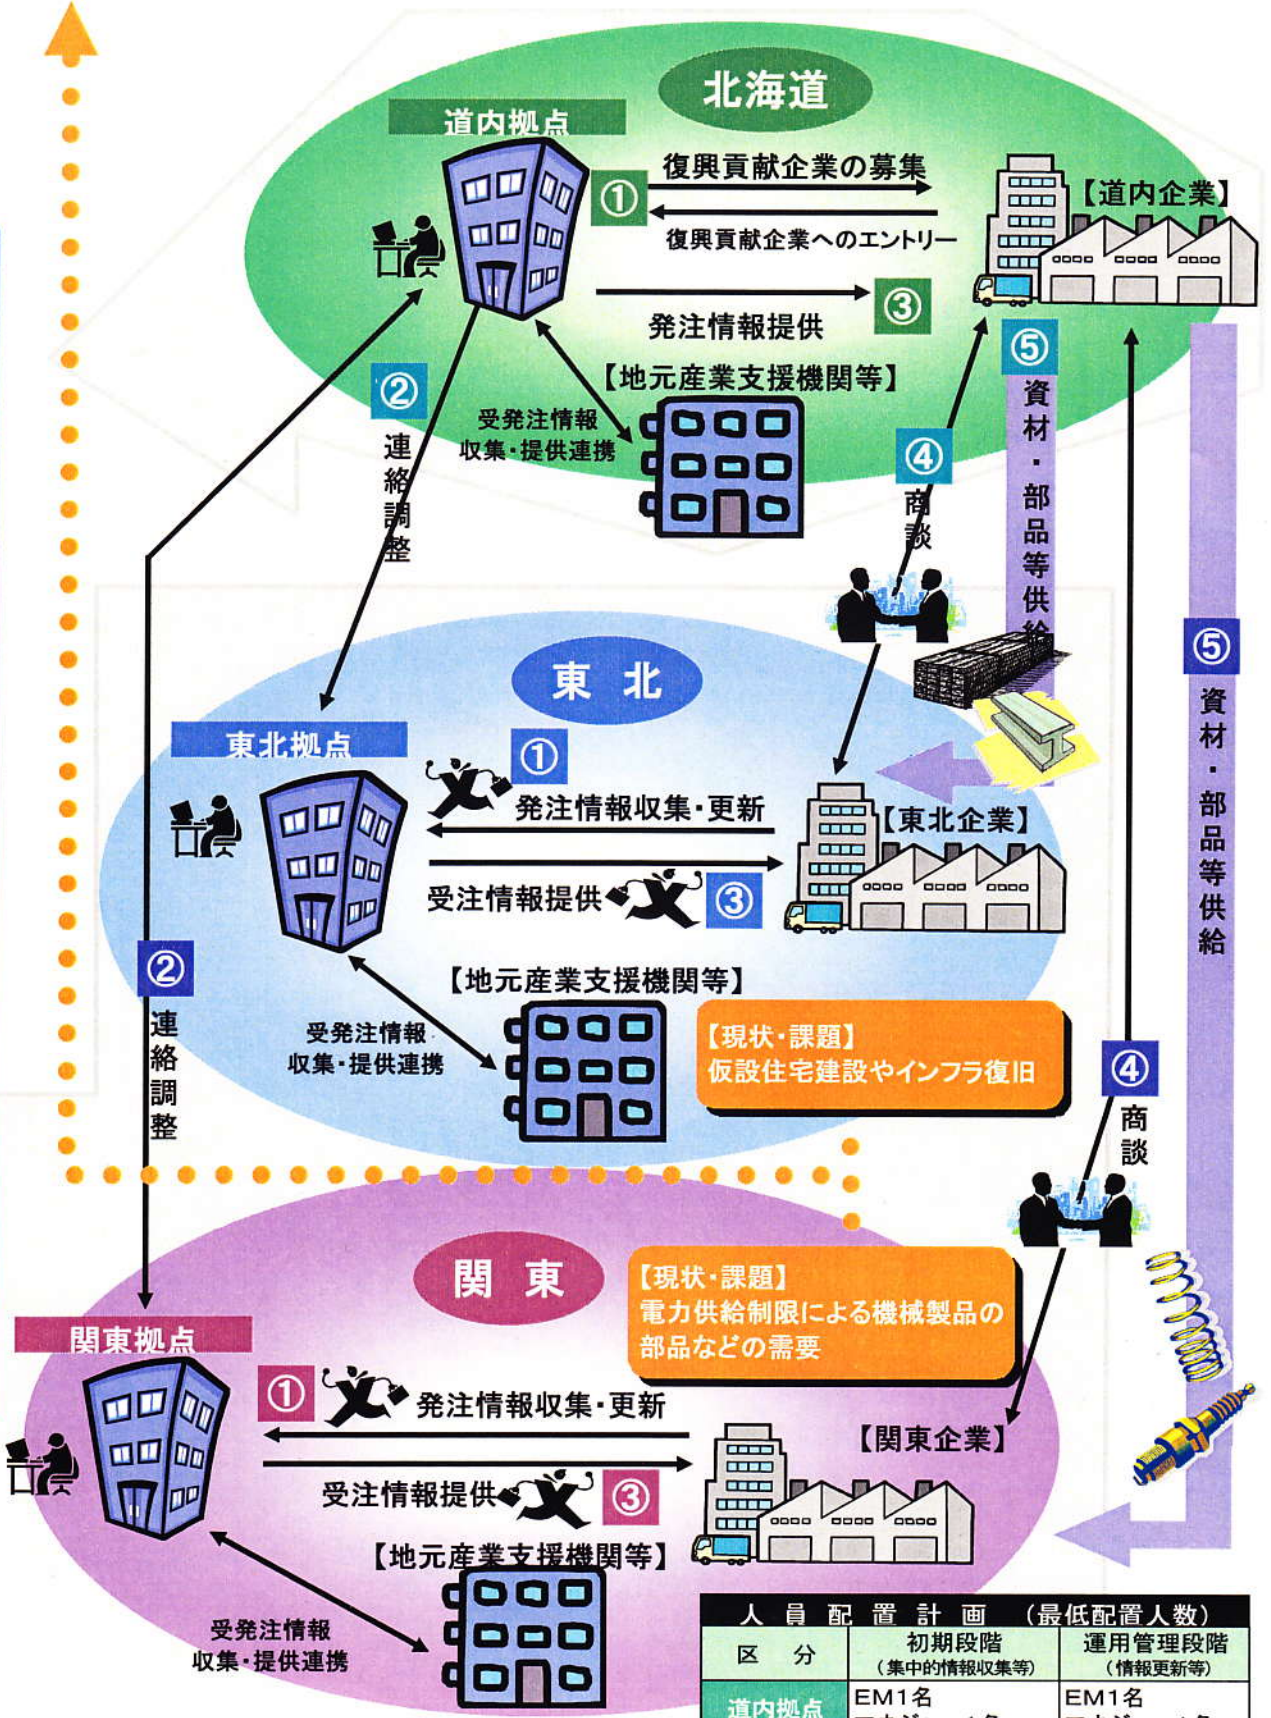 北海道
道内拠点
① 復興貢献企業の募集
復興貢献企業へのエントリー
【道内企業】
発注情報提供 ③
【地元産業支援機関等】
受発注情報
収集・提供連携
② 連絡調整
④ 商談
⑤ 資材・部品等供給
東北
東北拠点
①
発注情報収集・更新
【東北企業】
受注情報提供 ③
【地元産業支援機関等】
受発注情報
収集・提供連携
【現状・課題】
仮設住宅建設やインフラ復旧
② 連絡調整
④ 商談
⑤ 資材・部品等供給
関東
【現状・課題】
電力供給制限による機械製品の
部品などの需要
関東拠点
① 発注情報収集・更新
【関東企業】
受注情報提供 ③
【地元産業支援機関等】
受発注情報
収集・提供連携
人員配置計画 (最低配置人数)
区 分 初期段階 運用管理段階
(集中的情報収集等) (情報更新等)
道内拠点 EM1名 EM1名